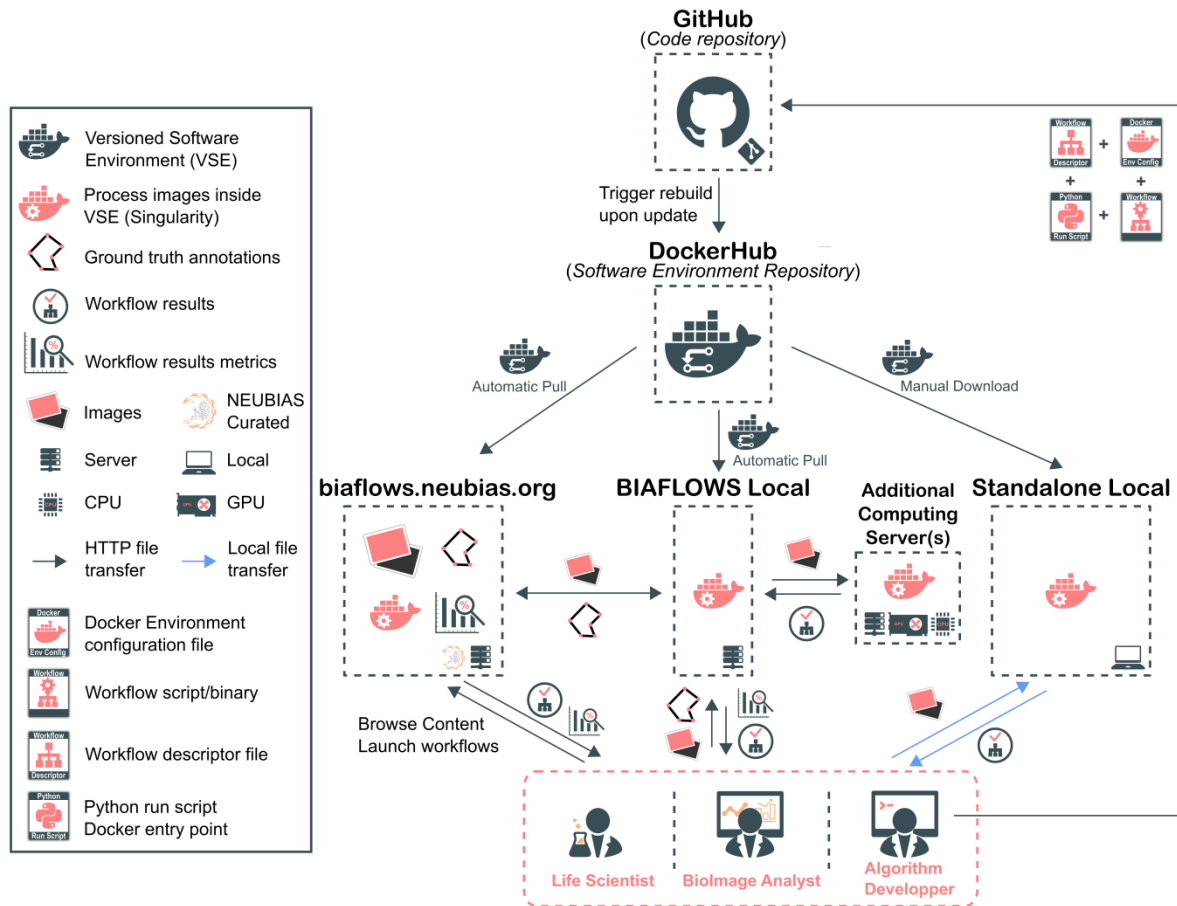 GitHub
(Code repository)
Trigger rebuild
upon update
Workflow
Descriptor
+
Docker
Env Config
+
+
Python
Run Script
+
Workflow
DockerHub
(Software Environment Repository)
Automatic Pull
Automatic Pull
Manual Download
Versioned Software
Environment (VSE)
Process images inside
VSE (Singularity)
Ground truth annotations
Workflow results
%
Workflow results metrics
Images
NEUBIAS
Curated
Server
Local
CPU
CPU
GPU
GPU
HTTP file
transfer
Local file
transfer
Docker
Env Config
Docker Environment
configuration file
Workflow
Workflow script/binary
Workflow
Descriptor
Workflow descriptor file
Python
Run Script
Python run script
Docker entry point
biaflows.neubias.org
%
BIAFLOWS Local
Additional
Computing
Server(s)
GPU
CPU
Standalone Local
Browse Content
Launch workflows
%
%
Life Scientist
BioImage Analyst
Algorithm
Developper